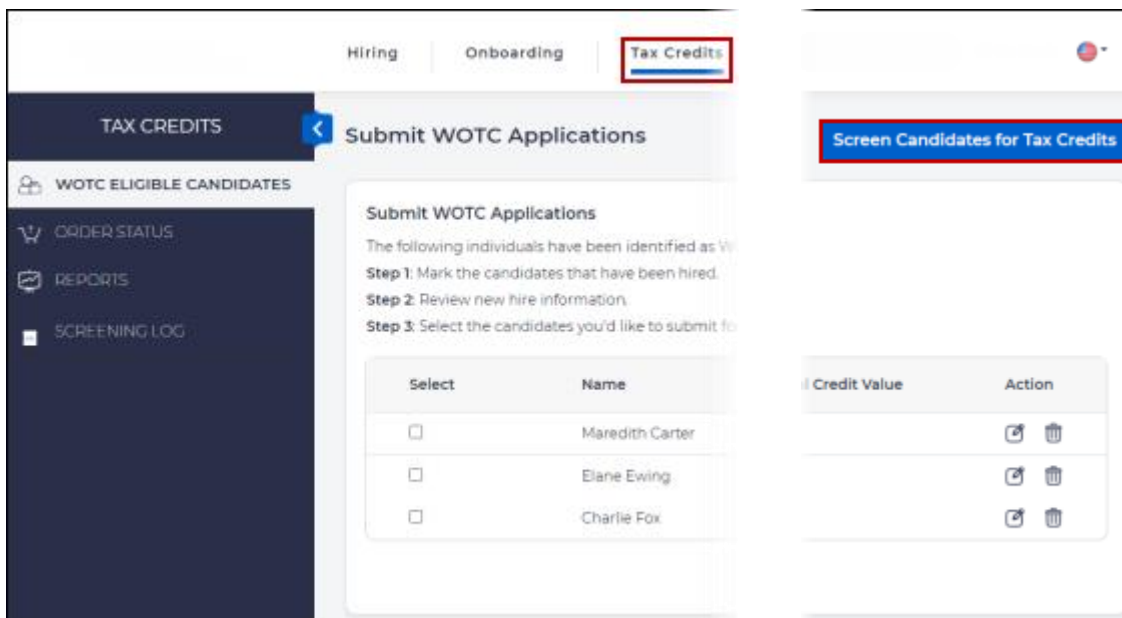 Hiring Onboarding Tax Credits
TAX CREDITS
Submit WOTC Applications
Screen Candidates for Tax Credits
WOTC ELIGIBLE CANDIDATES
ORDER STATUS
REPORTS
SCREENING LOG
Submit WOTC Applications
The following individuals have been identified as
Step 1: Mark the candidates that have been hired.
Step 2: Review new hire information.
Step 3: Select the candidates you'd like to submit
Select Name Credit Value Action
Maredith Carter
Elane Ewing
Charlie Fox